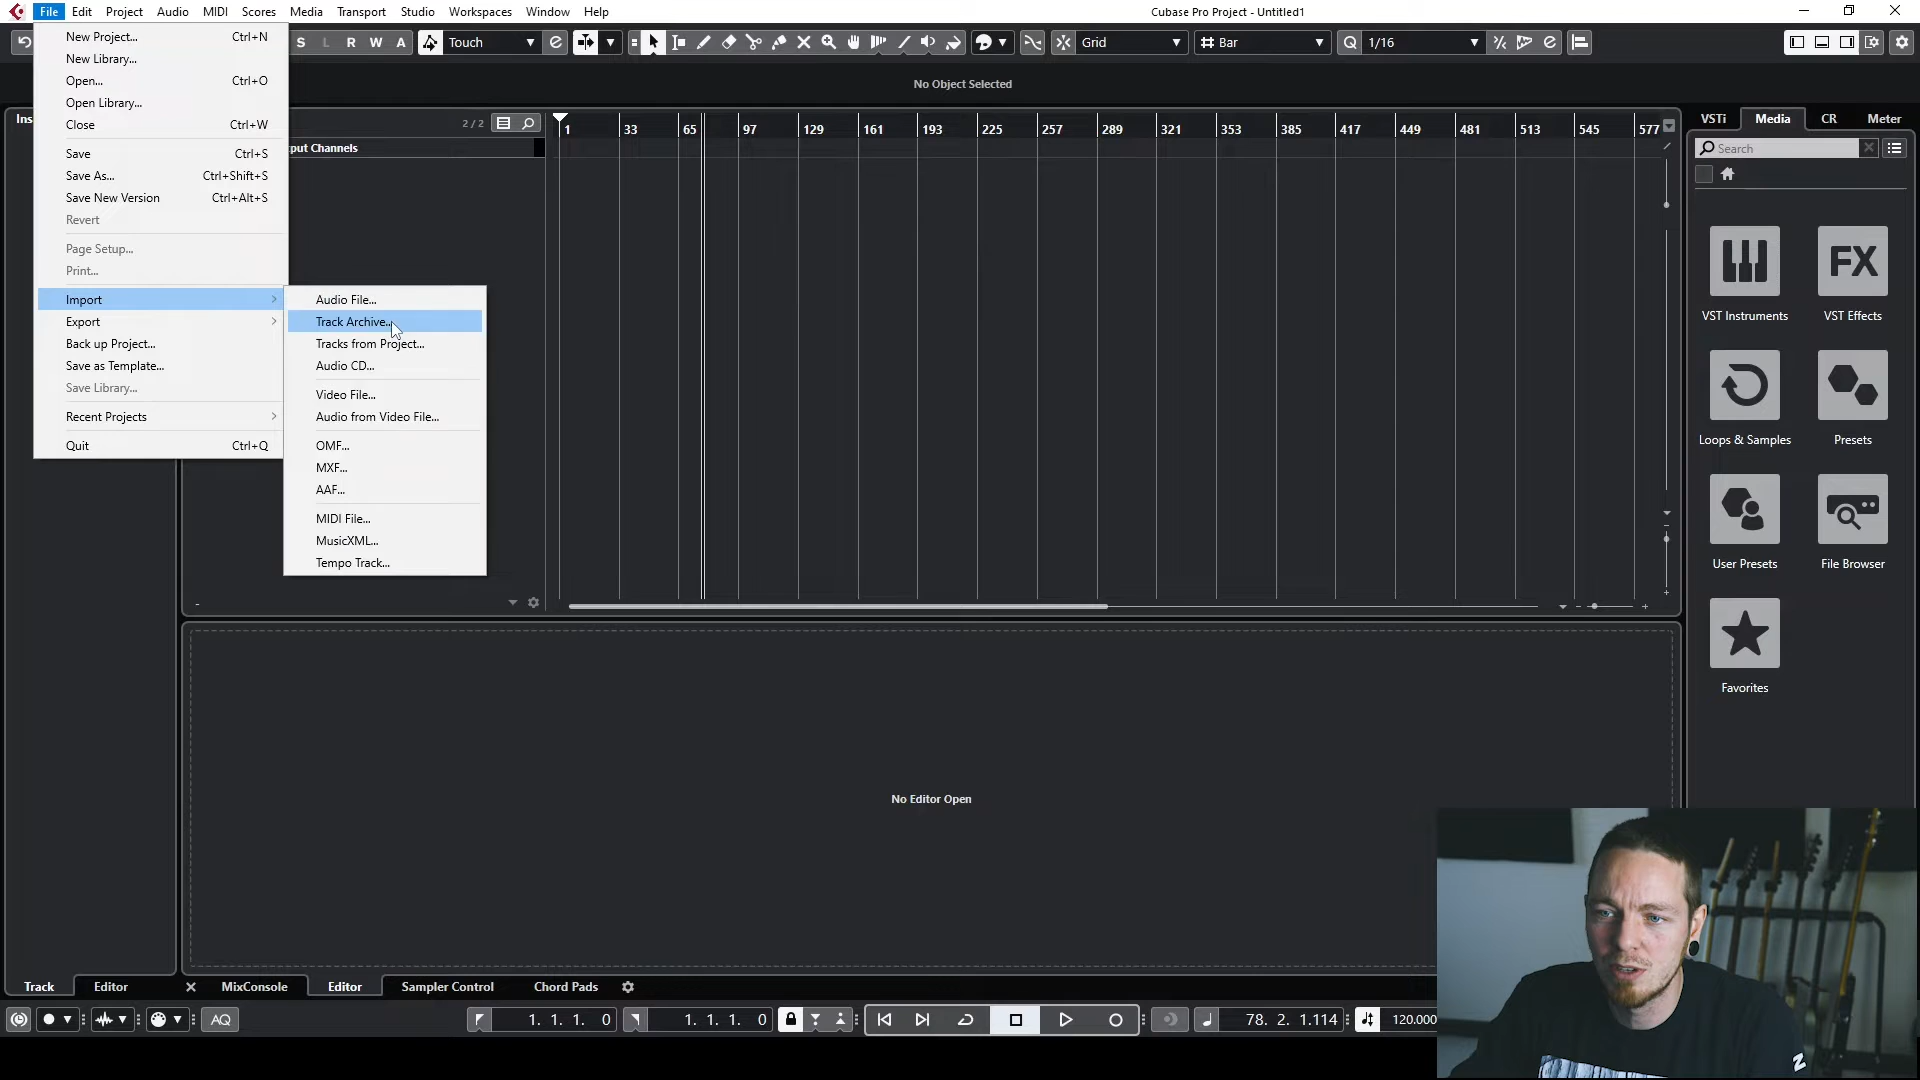 File Edit Project Audio MIDI Scores Media Transport Studio Workspaces Window Help
Cubase Pro Project - Untitled1
S L R W A Touch Grid Bar Q 1/16
No Object Selected
New Project... Ctrl+N
New Library...
Open... Ctrl+O
Open Library...
Close Ctrl+W
Save Ctrl+S
Save As... Ctrl+Shift+S
Save New Version Ctrl+Alt+S
Revert
Page Setup...
Print...
Import
Export
Back up Project...
Save as Template...
Save Library...
Recent Projects
Quit Ctrl+Q
Audio File...
Track Archive...
Tracks from Project...
Audio CD...
Video File...
Audio from Video File...
OMF...
MXF...
AAF...
MIDI File...
MusicXML...
Tempo Track...
Ins
2 / 2
put Channels
1 33 65 97 129 161 193 225 257 289 321 353 385 417 449 481 513 545 577
VSTi Media CR Meter
Search
VST Instruments
FX
VST Effects
Loops & Samples
Presets
User Presets
File Browser
Favorites
No Editor Open
Track Editor
MixConsole Editor Sampler Control Chord Pads
AQ
1. 1. 1. 0
1. 1. 1. 0
78. 2. 1.114
120.000